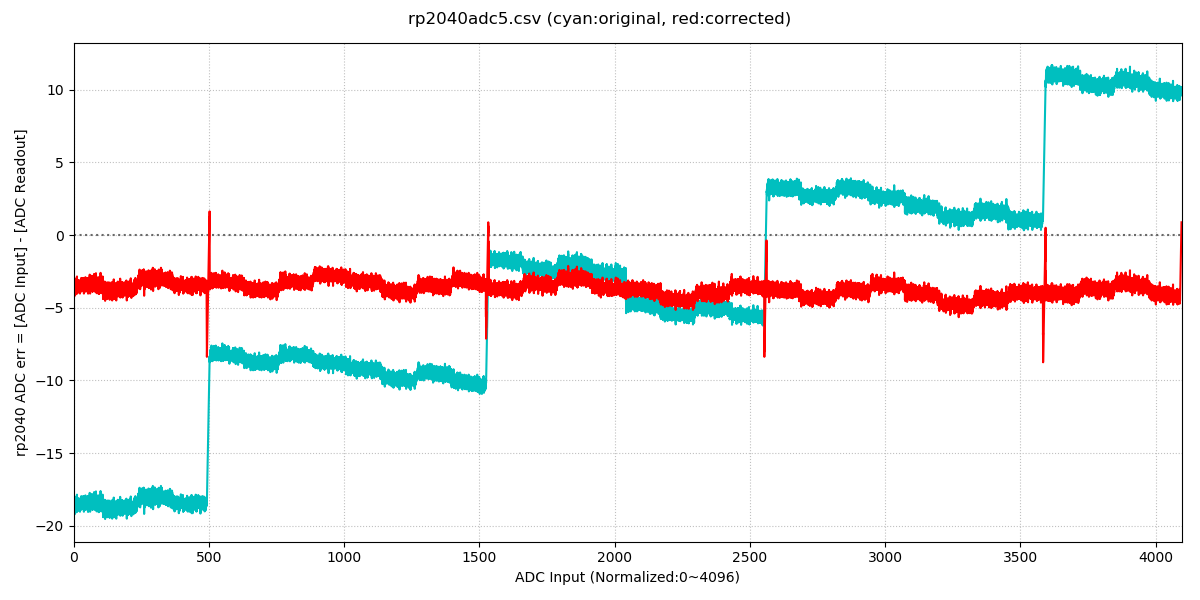 rp2040adc5.csv (cyan:original, red:corrected)
rp2040 ADC err = [ADC Input] - [ADC Readout]
10
5
0
−5
−10
−15
−20
0 500 1000 1500 2000 2500 3000 3500 4000
ADC Input (Normalized:0~4096)